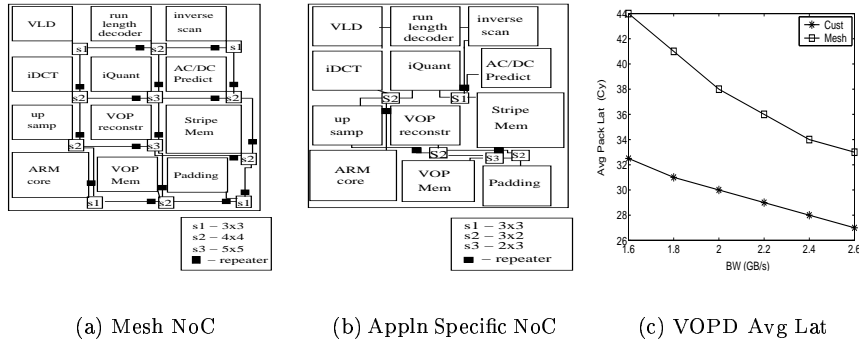 VLD
run length decoder
inverse scan
s1
s2
s1
iDCT
iQuant
AC/DC Predict
s2
s3
s2
up samp
VOP reconstr
Stripe Mem
s2
s3
s2
ARM core
VOP Mem
Padding
s1
s2
s1
s1 – 3x3
s2 – 4x4
s3 – 5x5
– repeater
(a) Mesh NoC
VLD
run length decoder
inverse scan
iDCT
iQuant
AC/DC Predict
S2
S1
up samp
VOP reconstr
Stripe Mem
S2
S3
S2
ARM core
VOP Mem
Padding
s1 – 3x3
s2 – 3x2
s3 – 2x3
– repeater
(b) Appln Specific NoC
Cust
Mesh
Avg Pack Lat (Cy)
44
42
40
38
36
34
32
30
28
26
1.6
1.8
2
2.2
2.4
2.6
BW (GB/s)
(c) VOPD Avg Lat